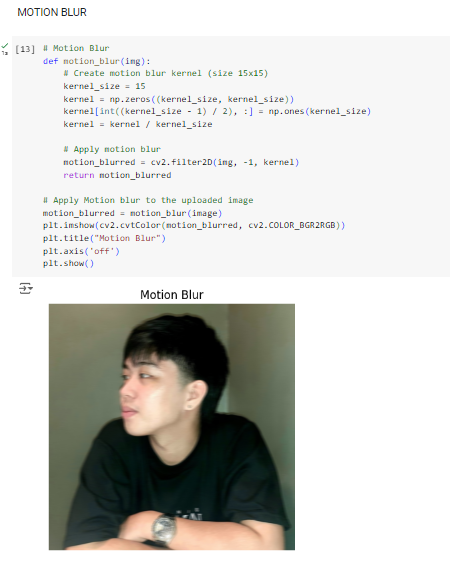 MOTION BLUR
1s
[13] # Motion Blur
def motion_blur(img):
# Create motion blur kernel (size 15x15)
kernel_size = 15
kernel = np.zeros((kernel_size, kernel_size))
kernel[int((kernel_size - 1) / 2), :] = np.ones(kernel_size)
kernel = kernel / kernel_size
# Apply motion blur
motion_blurred = cv2.filter2D(img, -1, kernel)
return motion_blurred
# Apply Motion blur to the uploaded image
motion_blurred = motion_blur(image)
plt.imshow(cv2.cvtColor(motion_blurred, cv2.COLOR_BGR2RGB))
plt.title("Motion Blur")
plt.axis('off')
plt.show()
Motion Blur